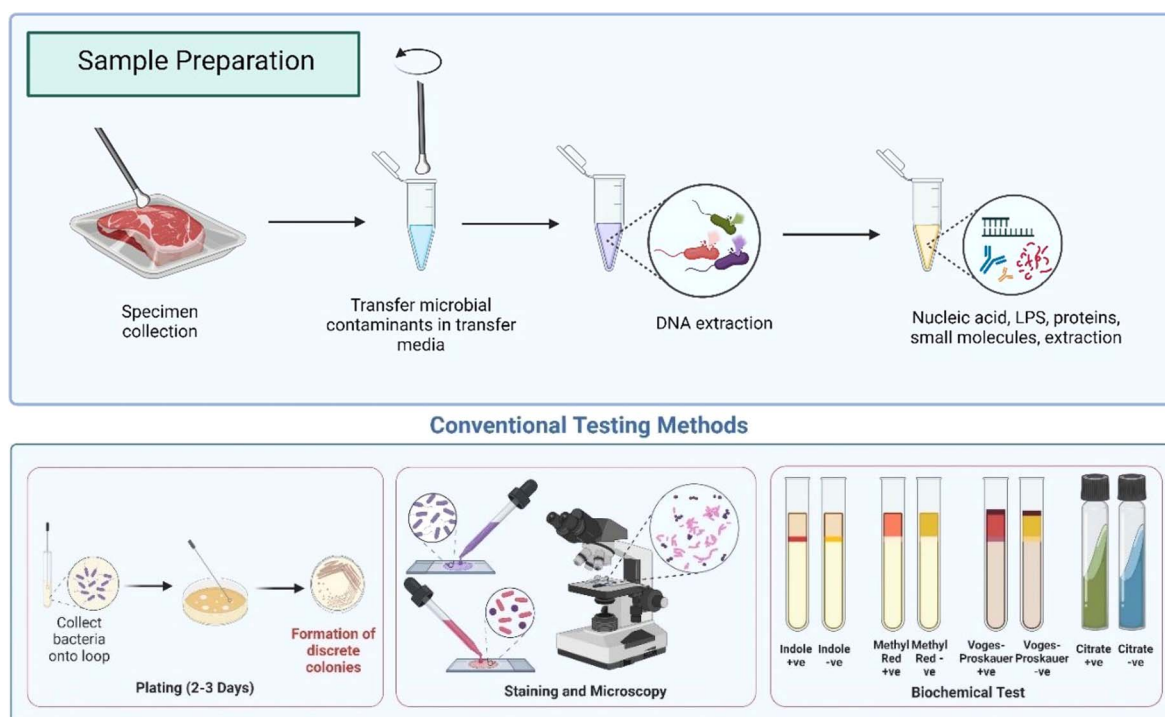 Sample Preparation
Specimen
collection
Transfer microbial
contaminants in transfer
media
DNA extraction
Nucleic acid, LPS, proteins,
small molecules, extraction
Conventional Testing Methods
Collect
bacteria
onto loop
Formation of
discrete
colonies
Plating (2-3 Days)
Staining and Microscopy
Indole
+ve
Indole
-ve
Methyl
Red
+ve
Methyl
Red -
ve
Voges-
Proskauer
+ve
Voges-
Proskauer
-ve
Citrate
+ve
Citrate
-ve
Biochemical Test